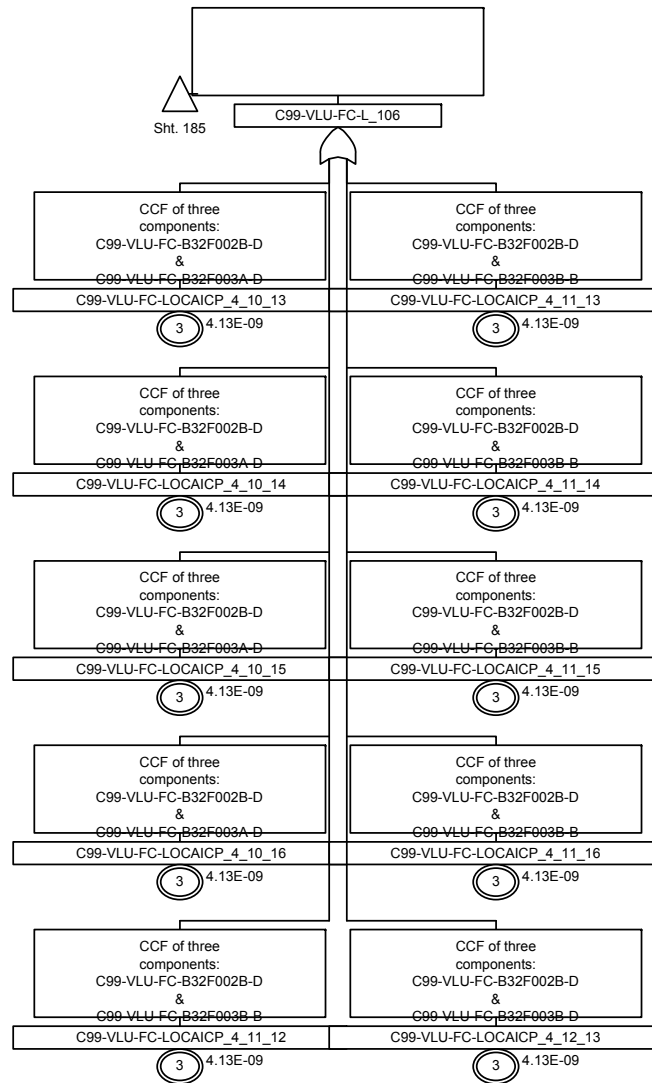 Sht. 185
C99-VLU-FC-L_106
CCF of three
components:
C99-VLU-FC-B32F002B-D
&
C99-VLU-FC-B32F003A-D
C99-VLU-FC-LOCAICP_4_10_13
3
4.13E-09
CCF of three
components:
C99-VLU-FC-B32F002B-D
&
C99-VLU-FC-B32F003B-B
C99-VLU-FC-LOCAICP_4_11_13
3
4.13E-09
CCF of three
components:
C99-VLU-FC-B32F002B-D
&
C99-VLU-FC-B32F003A-D
C99-VLU-FC-LOCAICP_4_10_14
3
4.13E-09
CCF of three
components:
C99-VLU-FC-B32F002B-D
&
C99-VLU-FC-B32F003B-B
C99-VLU-FC-LOCAICP_4_11_14
3
4.13E-09
CCF of three
components:
C99-VLU-FC-B32F002B-D
&
C99-VLU-FC-B32F003A-D
C99-VLU-FC-LOCAICP_4_10_15
3
4.13E-09
CCF of three
components:
C99-VLU-FC-B32F002B-D
&
C99-VLU-FC-B32F003B-B
C99-VLU-FC-LOCAICP_4_11_15
3
4.13E-09
CCF of three
components:
C99-VLU-FC-B32F002B-D
&
C99-VLU-FC-B32F003A-D
C99-VLU-FC-LOCAICP_4_10_16
3
4.13E-09
CCF of three
components:
C99-VLU-FC-B32F002B-D
&
C99-VLU-FC-B32F003B-B
C99-VLU-FC-LOCAICP_4_11_16
3
4.13E-09
CCF of three
components:
C99-VLU-FC-B32F002B-D
&
C99-VLU-FC-B32F003B-B
C99-VLU-FC-LOCAICP_4_11_12
3
4.13E-09
CCF of three
components:
C99-VLU-FC-B32F002B-D
&
C99-VLU-FC-B32F003B-D
C99-VLU-FC-LOCAICP_4_12_13
3
4.13E-09